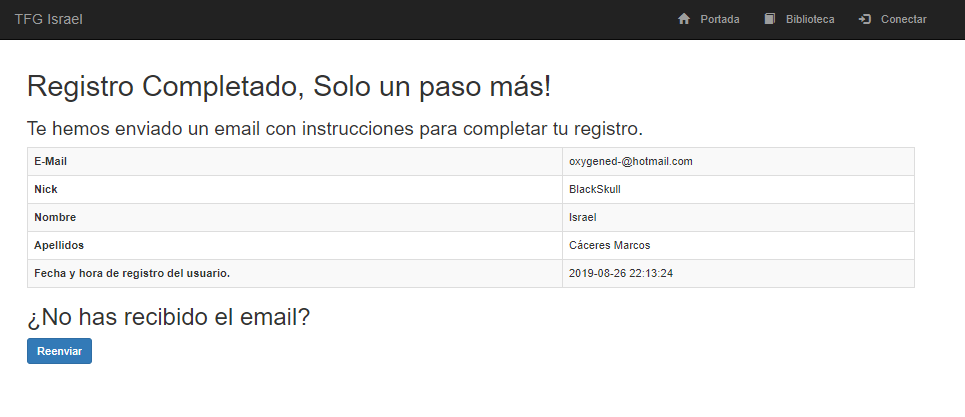 TFG Israel Portada Biblioteca Conectar
Registro Completado, Solo un paso más!
Te hemos enviado un email con instrucciones para completar tu registro.
E-Mail oxygened-@hotmail.com
Nick BlackSkull
Nombre Israel
Apellidos Cáceres Marcos
Fecha y hora de registro del usuario. 2019-08-26 22:13:24
¿No has recibido el email?
Reenviar